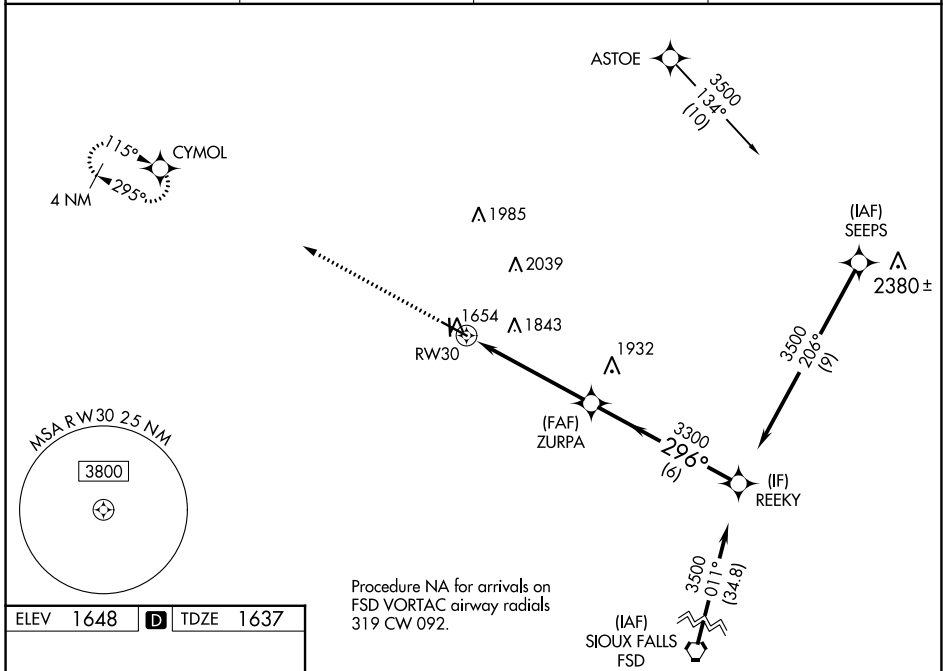 ASTOE
3500
134°
(10)
115°
CYMOL
295°
4 NM
1985
(IAF)
SEEPS
2380 ±
2039
1654
1843
RW30
3500
206°
(9)
1932
(FAF)
ZURPA
3300
296°
(6)
(IF)
REEKY
MSA RW30 25 NM
3800
3500
011°
(34.8)
Procedure NA for arrivals on
FSD VORTAC airway radials
319 CW 092.
(IAF)
SIOUX FALLS
FSD
ELEV 1648 D TDZE 1637